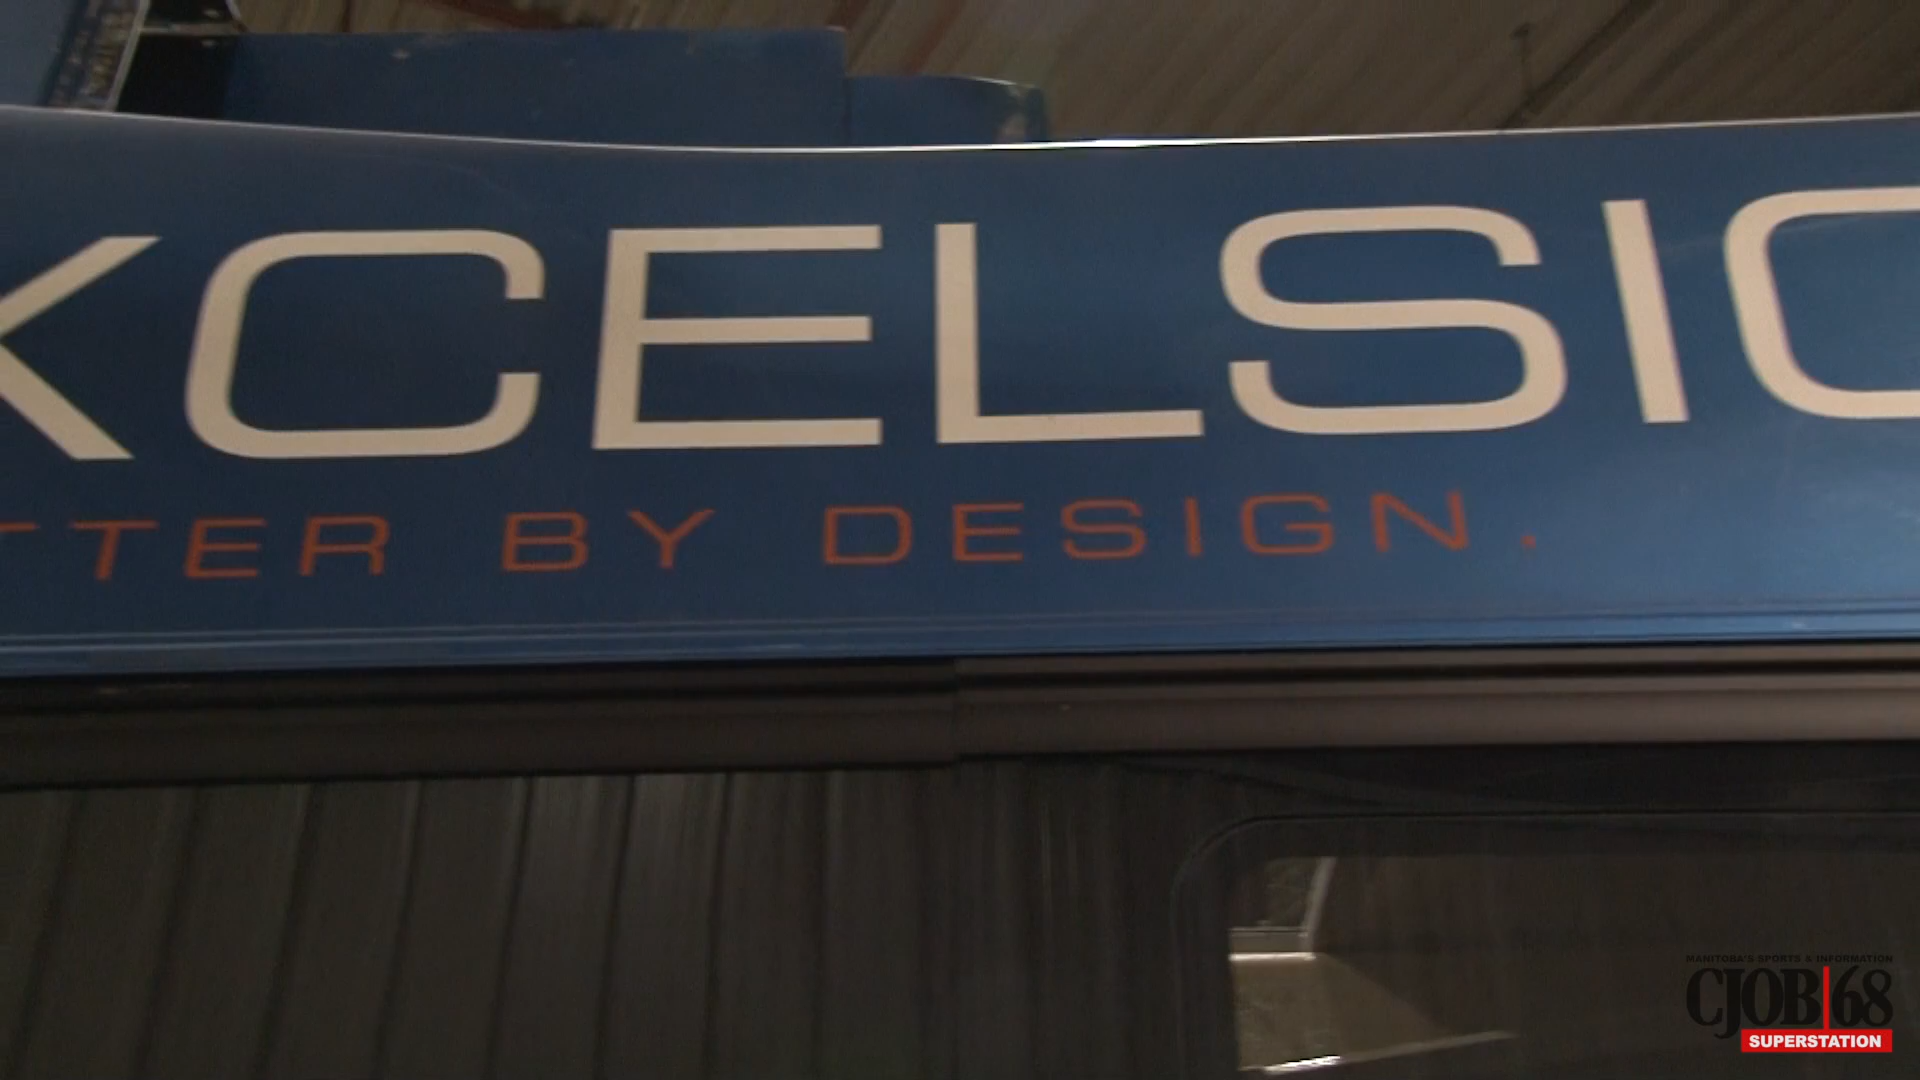 XCELSIO
TTER BY DESIGN.
MANITOBA'S SPORTS & INFORMATION
CJOB|68
SUPERSTATION